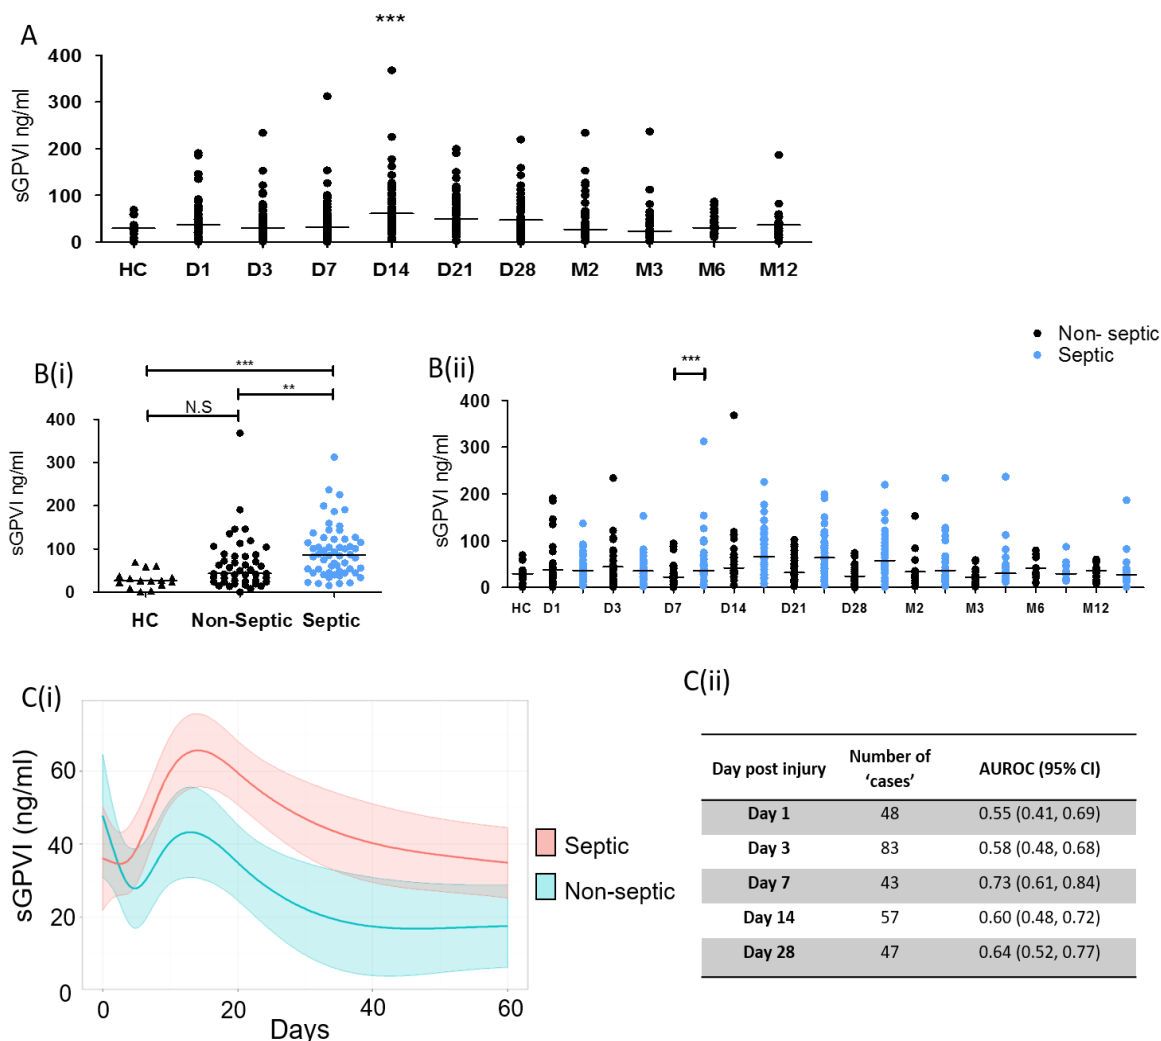 A
***
400
300
200
100
0
sGPVI ng/ml
HC D1 D3 D7 D14 D21 D28 M2 M3 M6 M12
Non- septic
Septic
B(i)
***
**
N.S
400
300
200
100
0
sGPVI ng/ml
HC Non-Septic Septic
B(ii)
***
400
300
200
100
0
sGPVI ng/ml
HC D1 D3 D7 D14 D21 D28 M2 M3 M6 M12
C(i)
60
40
20
0
sGPVI (ng/ml)
0 20 40 60
Days
Septic
Non-septic
C(ii)
Day post injury Number of 'cases' AUROC (95% CI)
Day 1 48 0.55 (0.41, 0.69)
Day 3 83 0.58 (0.48, 0.68)
Day 7 43 0.73 (0.61, 0.84)
Day 14 57 0.60 (0.48, 0.72)
Day 28 47 0.64 (0.52, 0.77)